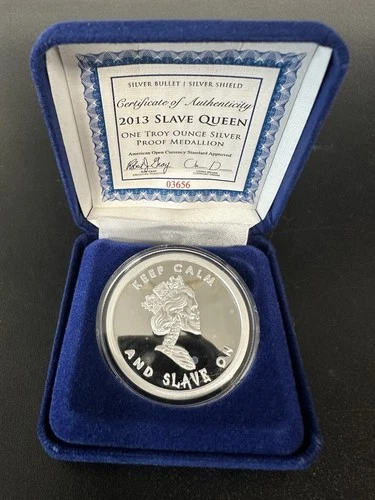 SILVER BULLET | SILVER SHIELD
Certificate of Authenticity
2013 SLAVE QUEEN
ONE TROY OUNCE SILVER
PROOF MEDALLION
American Open Currency Standard Approved
03656
KEEP CALM
AND SLAVE ON